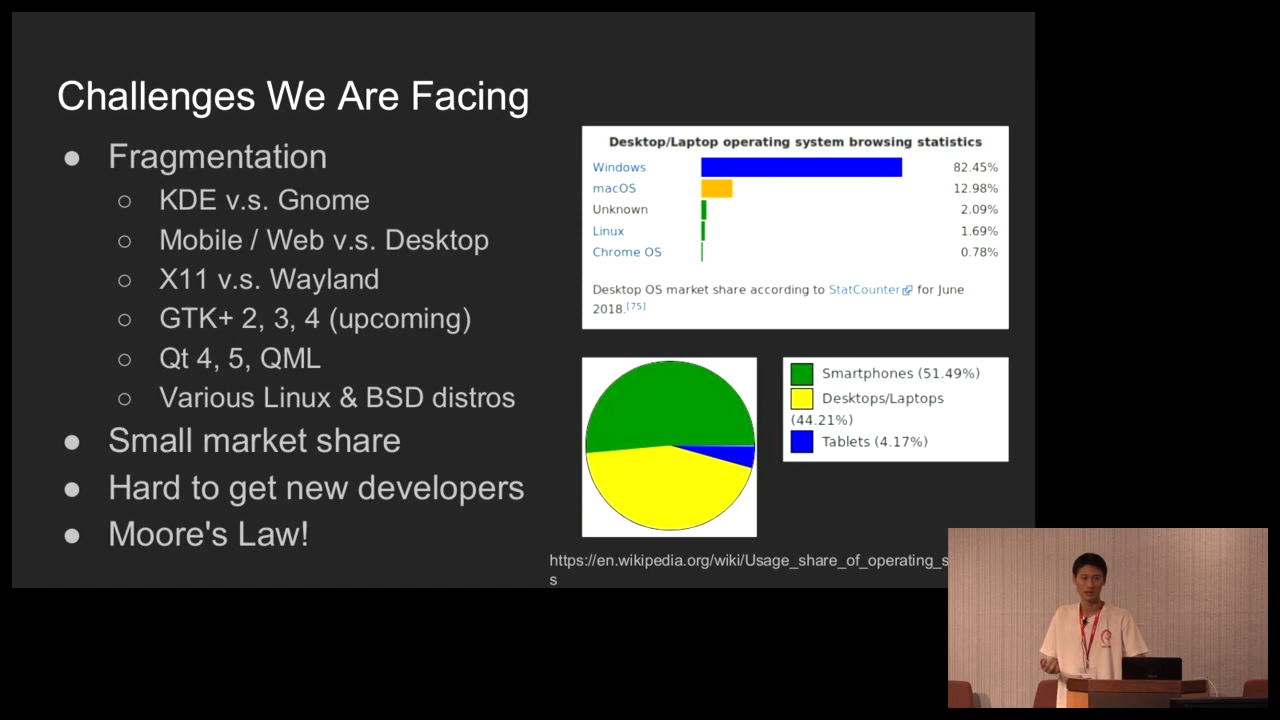 Challenges We Are Facing
● Fragmentation
○ KDE v.s. Gnome
○ Mobile / Web v.s. Desktop
○ X11 v.s. Wayland
○ GTK+ 2, 3, 4 (upcoming)
○ Qt 4, 5, QML
○ Various Linux & BSD distros
● Small market share
● Hard to get new developers
● Moore's Law!
Desktop/Laptop operating system browsing statistics
Windows 82.45%
macOS 12.98%
Unknown 2.09%
Linux 1.69%
Chrome OS 0.78%
Desktop OS market share according to StatCounter for June
2018.[75]
Smartphones (51.49%)
Desktops/Laptops
(44.21%)
Tablets (4.17%)
https://en.wikipedia.org/wiki/Usage_share_of_operating_s
s